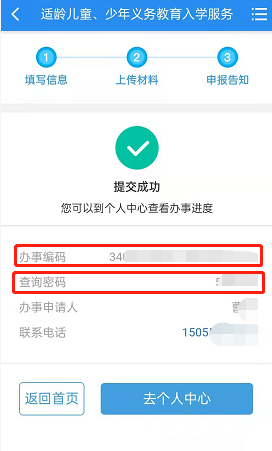 适龄儿童、少年义务教育入学服务
1 2 3
填写信息 上传材料 申报告知
提交成功
您可以到个人中心查看办事进度
办事编码 340
查询密码 5
办事申请人 曹
联系电话 1505
返回首页 去个人中心